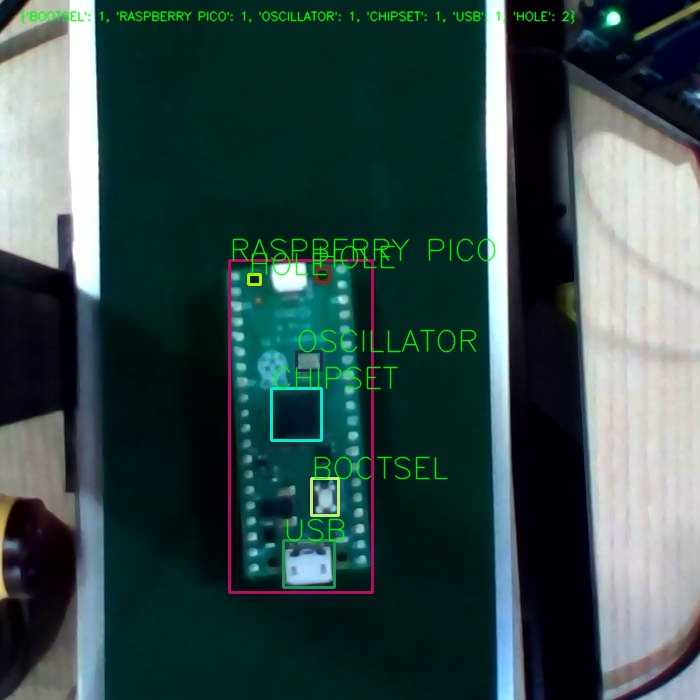 {'BOOTSEL': 1, 'RASPBERRY PICO': 1, 'OSCILLATOR': 1, 'CHIPSET': 1, 'USB': 1, 'HOLE': 2}
RASPBERRY PICO
HOLE
HOLE
OSCILLATOR
CHIPSET
BOOTSEL
USB